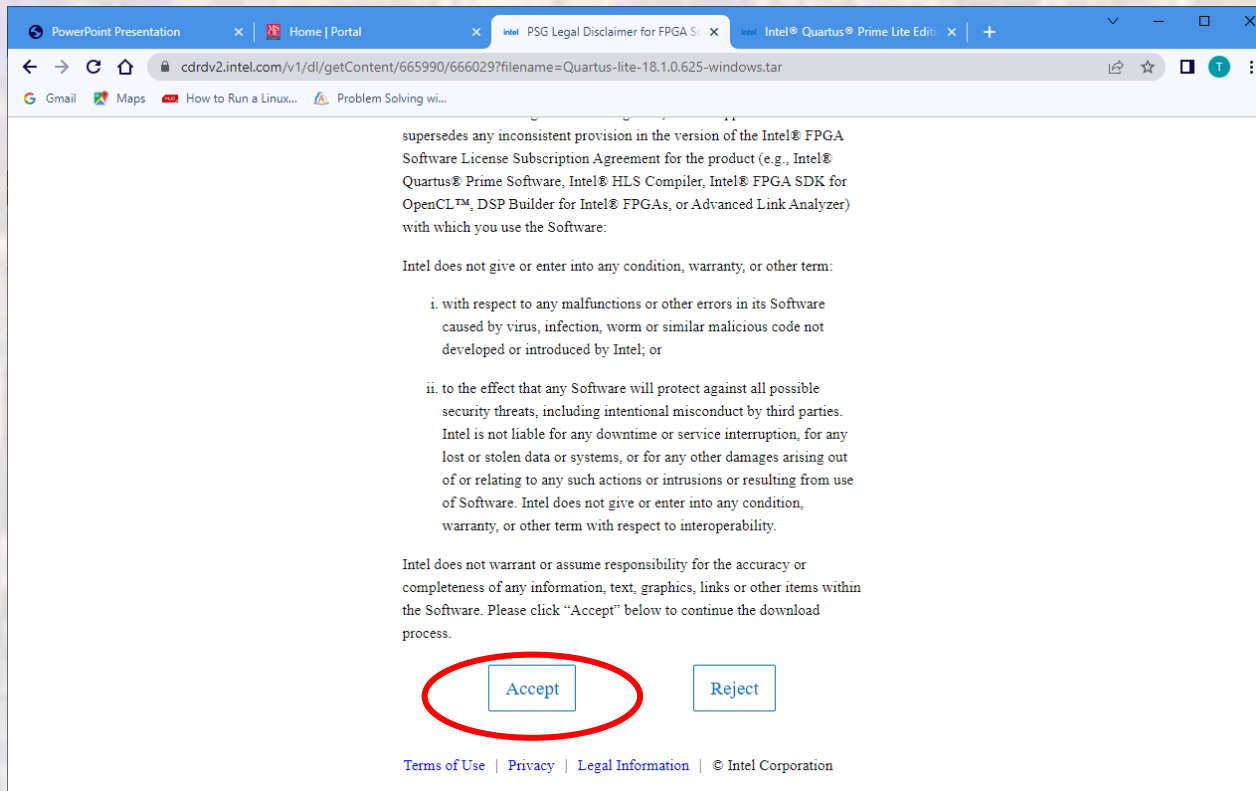 PowerPoint Presentation
Home | Portal
intel PSG Legal Disclaimer for FPGA Sc
intel Intel® Quartus® Prime Lite Editi
cdrdv2.intel.com/v1/dl/getContent/665990/666029?filename=Quartus-lite-18.1.0.625-windows.tar
T
G Gmail
Maps
How to Run a Linux...
Problem Solving wi...
supersedes any inconsistent provision in the version of the Intel® FPGA
Software License Subscription Agreement for the product (e.g., Intel®
Quartus® Prime Software, Intel® HLS Compiler, Intel® FPGA SDK for
OpenCL™, DSP Builder for Intel® FPGAs, or Advanced Link Analyzer)
with which you use the Software:
Intel does not give or enter into any condition, warranty, or other term:
i. with respect to any malfunctions or other errors in its Software
caused by virus, infection, worm or similar malicious code not
developed or introduced by Intel; or
ii. to the effect that any Software will protect against all possible
security threats, including intentional misconduct by third parties.
Intel is not liable for any downtime or service interruption, for any
lost or stolen data or systems, or for any other damages arising out
of or relating to any such actions or intrusions or resulting from use
of Software. Intel does not give or enter into any condition,
warranty, or other term with respect to interoperability.
Intel does not warrant or assume responsibility for the accuracy or
completeness of any information, text, graphics, links or other items within
the Software. Please click “Accept” below to continue the download
process.
Accept
Reject
Terms of Use | Privacy | Legal Information | © Intel Corporation